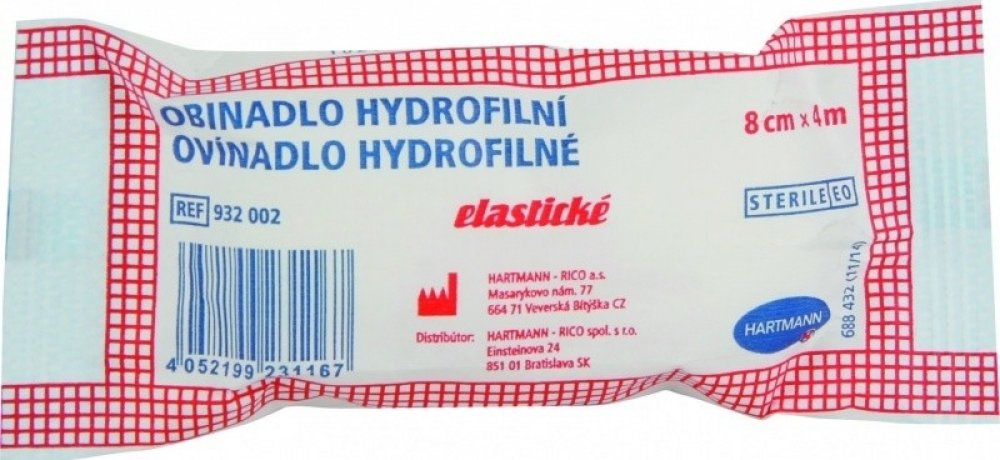 OBINADLO HYDROFILNÍ
OVÍNADLO HYDROFILNÉ
8 cm x 4m
REF 932 002
elastické
STERILE EO
HARTMANN - RICO a.s.
Masarykovo nám. 77
664 71 Veverská Bítýška CZ
Distribútor: HARTMANN - RICO spol. s r.o.
Einsteinova 24
851 01 Bratislava SK
HARTMANN
688 432 (11/14)
4 052199 231167